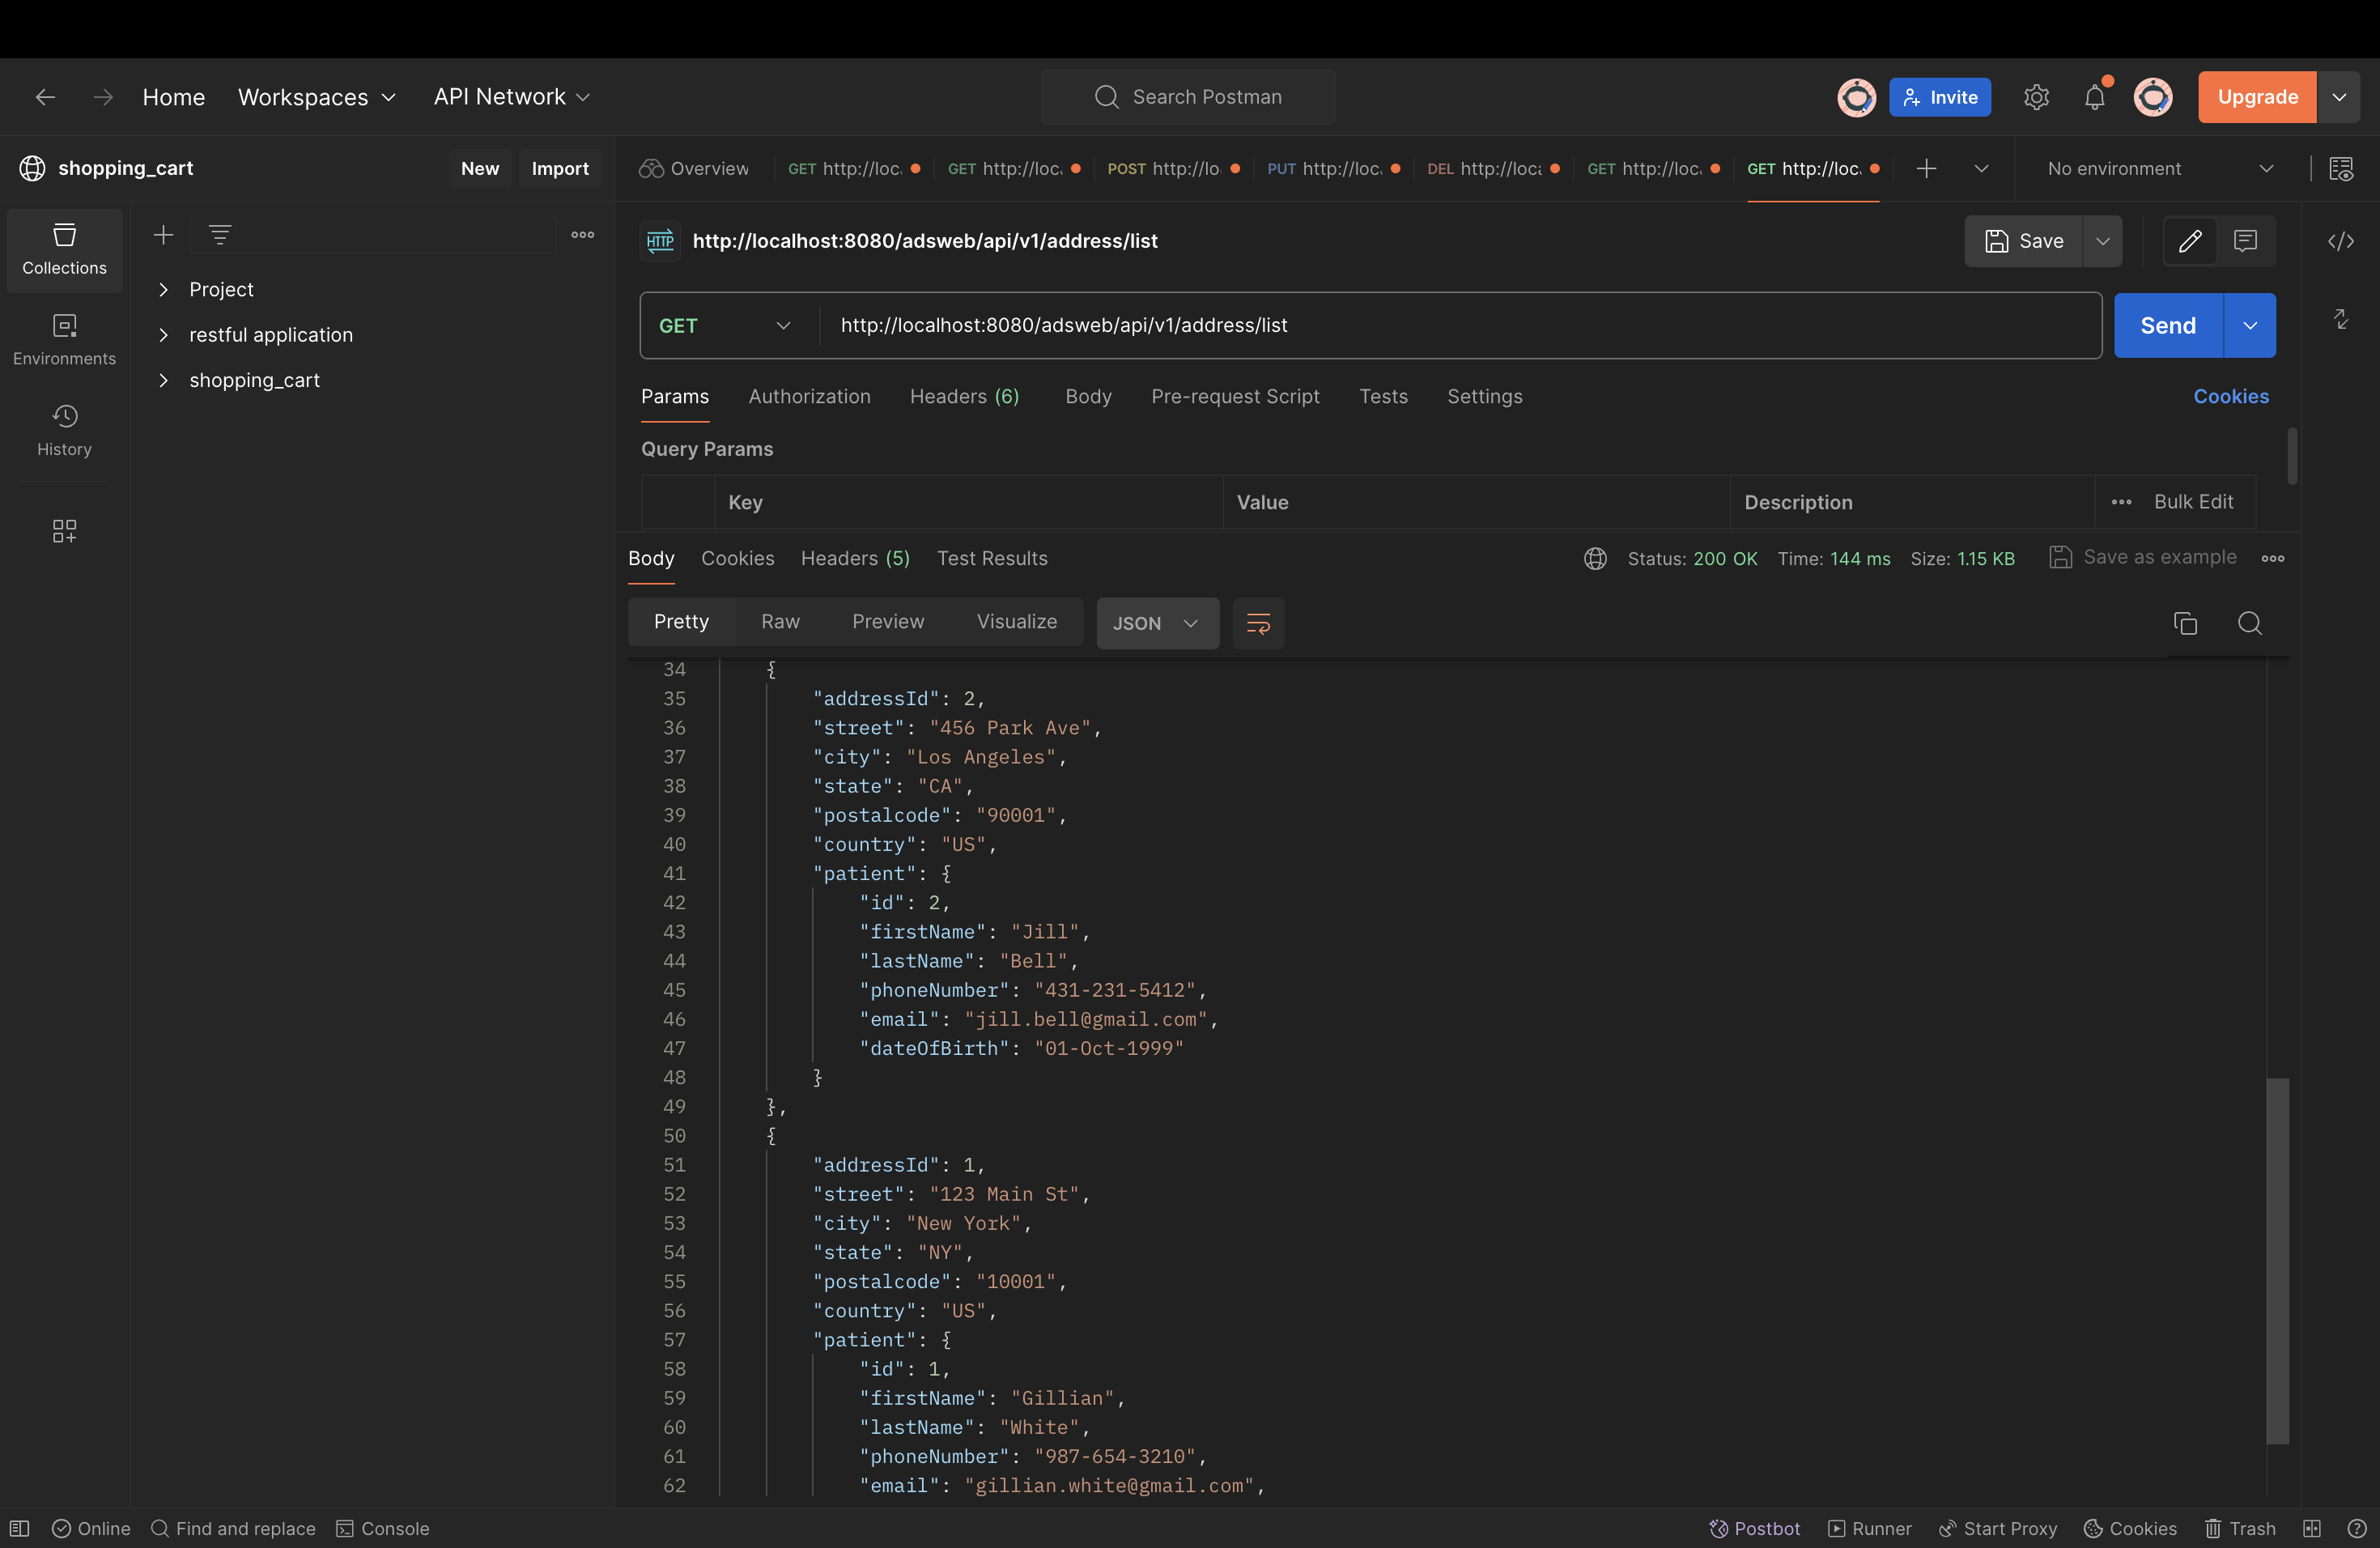 Home Workspaces API Network Search Postman Invite Upgrade
shopping_cart New Import Overview GET http://loc GET http://loc POST http://lo PUT http://loc DEL http://loc GET http://loc GET http://loc No environment
Collections
Environments
History
Project
restful application
shopping_cart
HTTP http://localhost:8080/adsweb/api/v1/address/list Save
GET http://localhost:8080/adsweb/api/v1/address/list Send
Params Authorization Headers (6) Body Pre-request Script Tests Settings Cookies
Query Params
Key Value Description Bulk Edit
Body Cookies Headers (5) Test Results Status: 200 OK Time: 144 ms Size: 1.15 KB Save as example
Pretty Raw Preview Visualize JSON
34 {
35 "addressId": 2,
36 "street": "456 Park Ave",
37 "city": "Los Angeles",
38 "state": "CA",
39 "postalcode": "90001",
40 "country": "US",
41 "patient": {
42 "id": 2,
43 "firstName": "Jill",
44 "lastName": "Bell",
45 "phoneNumber": "431-231-5412",
46 "email": "jill.bell@gmail.com",
47 "dateOfBirth": "01-Oct-1999"
48 }
49 },
50 {
51 "addressId": 1,
52 "street": "123 Main St",
53 "city": "New York",
54 "state": "NY",
55 "postalcode": "10001",
56 "country": "US",
57 "patient": {
58 "id": 1,
59 "firstName": "Gillian",
60 "lastName": "White",
61 "phoneNumber": "987-654-3210",
62 "email": "gillian.white@gmail.com",
Online Find and replace Console Postbot Runner Start Proxy Cookies Trash